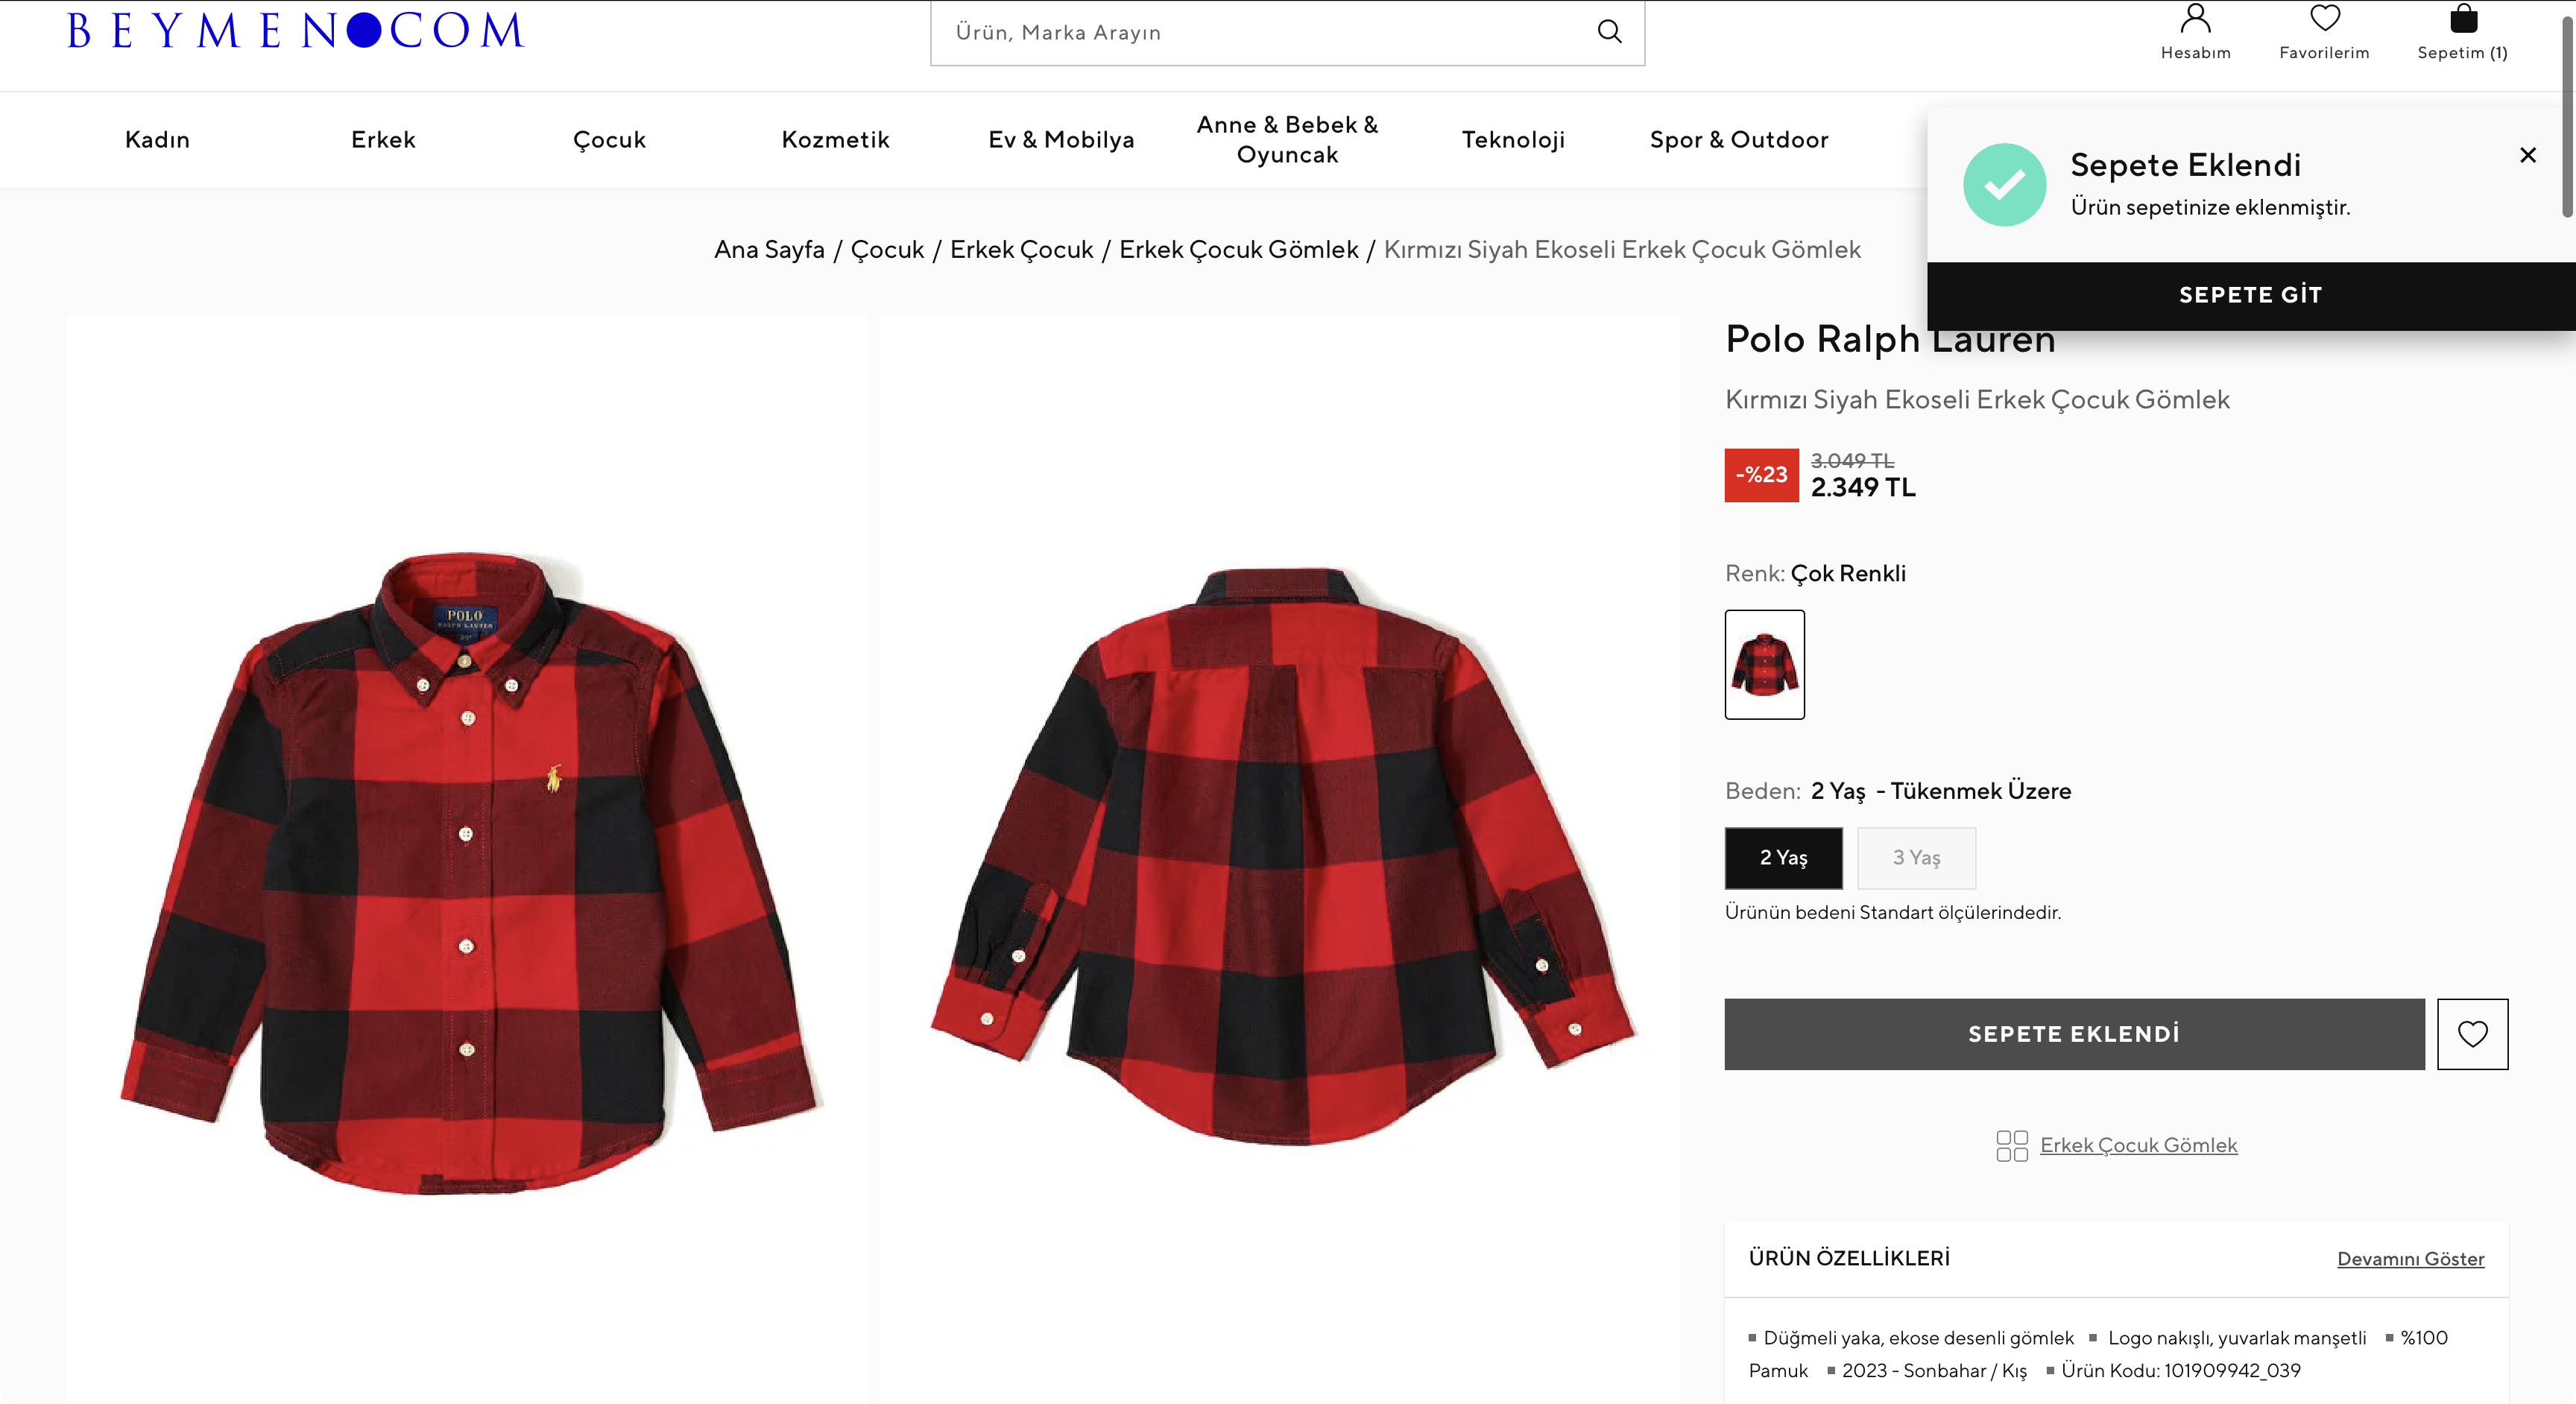 BEYMEN COM
Ürün, Marka Arayın
Hesabım
Favorilerim
Sepetim (1)
Kadın
Erkek
Çocuk
Kozmetik
Ev & Mobilya
Anne & Bebek &
Oyuncak
Teknoloji
Spor & Outdoor
Sepete Eklendi
Ürün sepetinize eklenmiştir.
SEPETE GİT
Ana Sayfa / Çocuk / Erkek Çocuk / Erkek Çocuk Gömlek / Kırmızı Siyah Ekoseli Erkek Çocuk Gömlek
POLO
RALPH LAUREN
Polo Ralph Lauren
Kırmızı Siyah Ekoseli Erkek Çocuk Gömlek
-%23
3.049 TL
2.349 TL
Renk: Çok Renkli
Beden: 2 Yaş - Tükenmek Üzere
2 Yaş
3 Yaş
Ürünün bedeni Standart ölçülerindedir.
SEPETE EKLENDİ
Erkek Çocuk Gömlek
ÜRÜN ÖZELLİKLERİ
Devamını Göster
▪ Düğmeli yaka, ekose desenli gömlek ▪ Logo nakışlı, yuvarlak manşetli ▪ %100
Pamuk ▪ 2023 - Sonbahar / Kış ▪ Ürün Kodu: 101909942_039